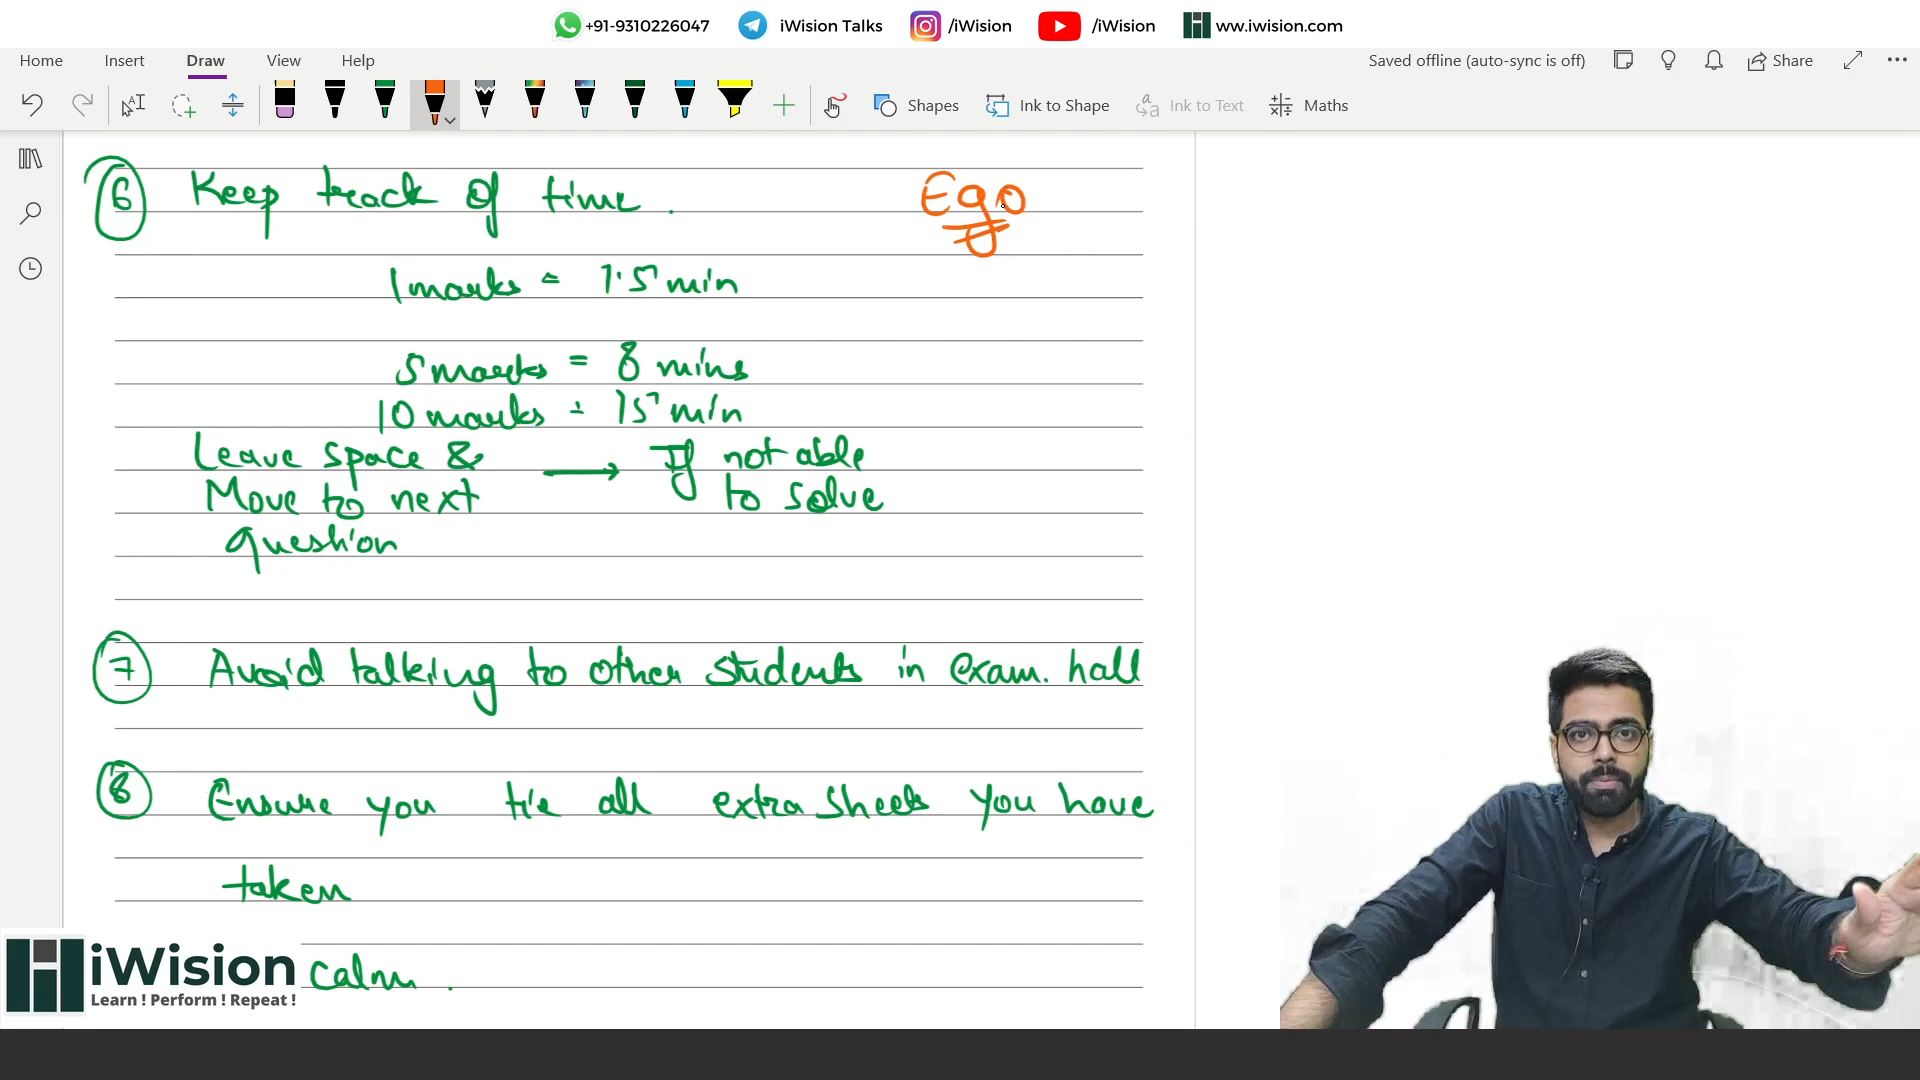 +91-9310226047 iWision Talks /iWision /iWision ww.iwision.com
Home Insert Draw View Help Saved offline (auto-sync is off) Share
Shapes Ink to Shape Ink to Text Maths
6 Keep track of time.
Ego
1 marks = 1.5 min
5 marks = 8 mins
10 marks = 15 min
Leave space & → If not able
Move to next to solve
question
7 Avoid talking to other students in exam. hall
8 Ensure you tie all extra sheets you have
taken
calm.
iWision
Learn ! Perform ! Repeat !